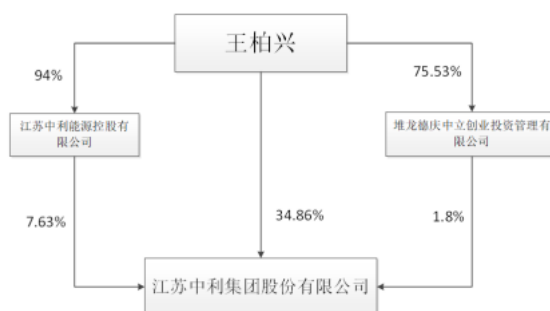 王柏兴
94%
75.53%
江苏中利能源控股有
限公司
堆龙德庆中立创业投资管理有
限公司
7.63%
34.86%
1.8%
江苏中利集团股份有限公司